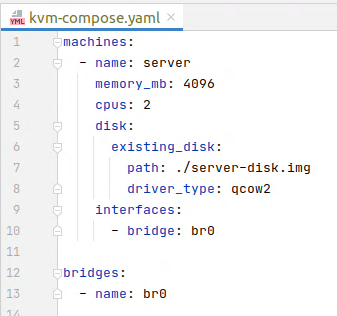 YML kvm-compose.yaml ×
1 machines:
2   - name: server
3     memory_mb: 4096
4     cpus: 2
5     disk:
6       existing_disk:
7         path: ./server-disk.img
8         driver_type: qcow2
9     interfaces:
10       - bridge: br0
11
12 bridges:
13   - name: br0